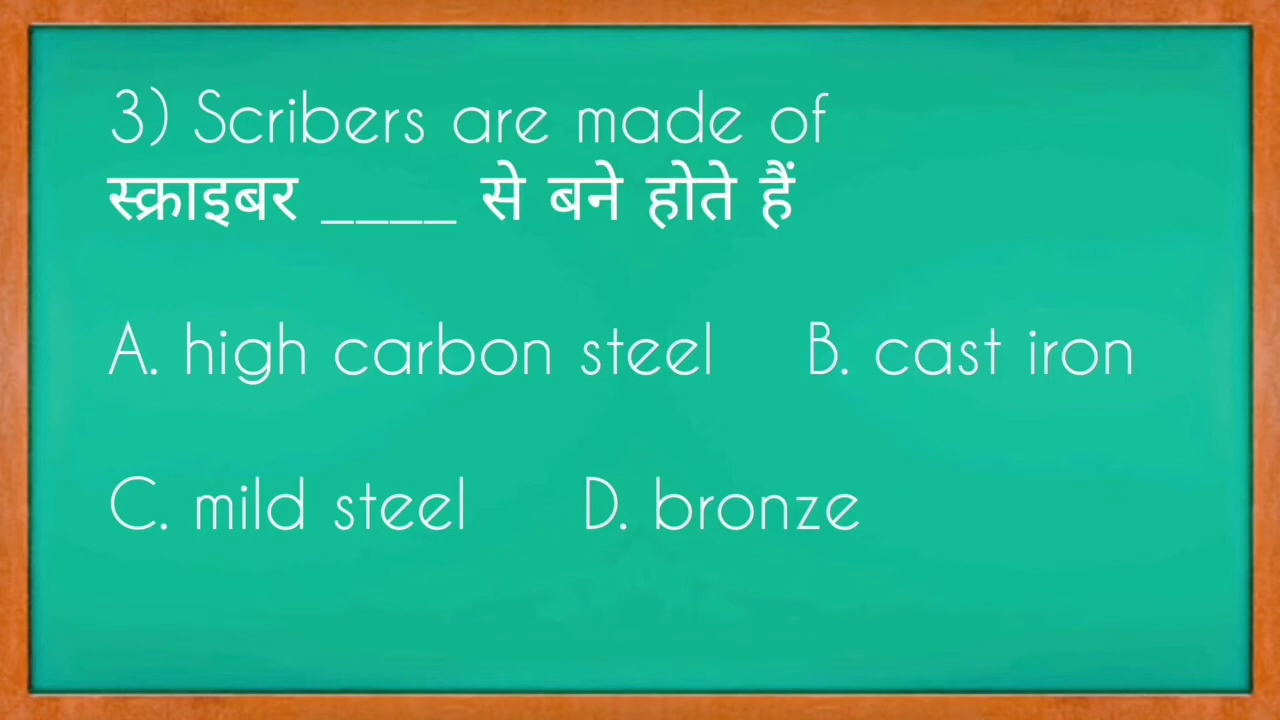 3) Scribers are made of
स्क्राइबर ____ से बने होते हैं
A. high carbon steel B. cast iron
C. mild steel D. bronze